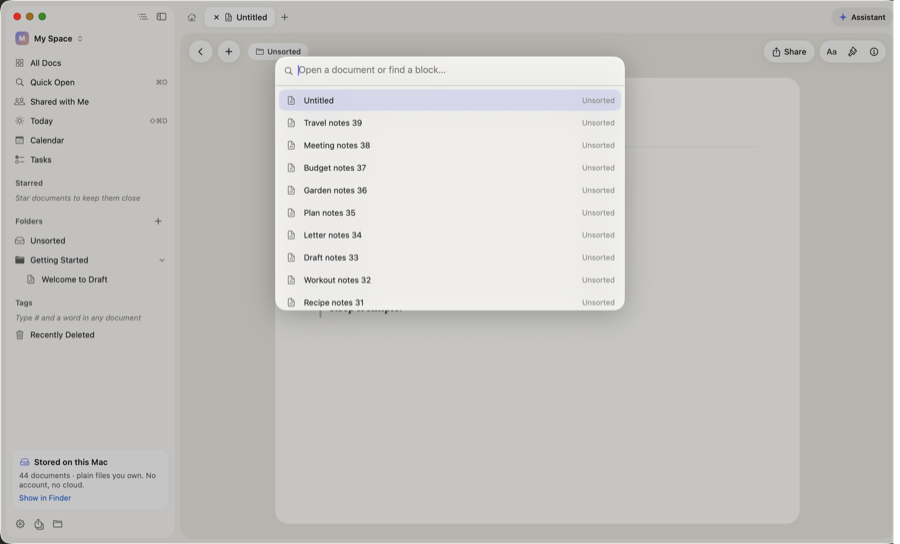 Untitled
Assistant
M My Space
All Docs
Quick Open ⌘O
Shared with Me
Today ⇧⌘D
Calendar
Tasks
Starred
Star documents to keep them close
Folders
Unsorted
Getting Started
Welcome to Draft
Tags
Type # and a word in any document
Recently Deleted
Stored on this Mac
44 documents · plain files you own. No
account, no cloud.
Show in Finder
Unsorted
Share
Aa
Open a document or find a block...
Untitled Unsorted
Travel notes 39 Unsorted
Meeting notes 38 Unsorted
Budget notes 37 Unsorted
Garden notes 36 Unsorted
Plan notes 35 Unsorted
Letter notes 34 Unsorted
Draft notes 33 Unsorted
Workout notes 32 Unsorted
Recipe notes 31 Unsorted